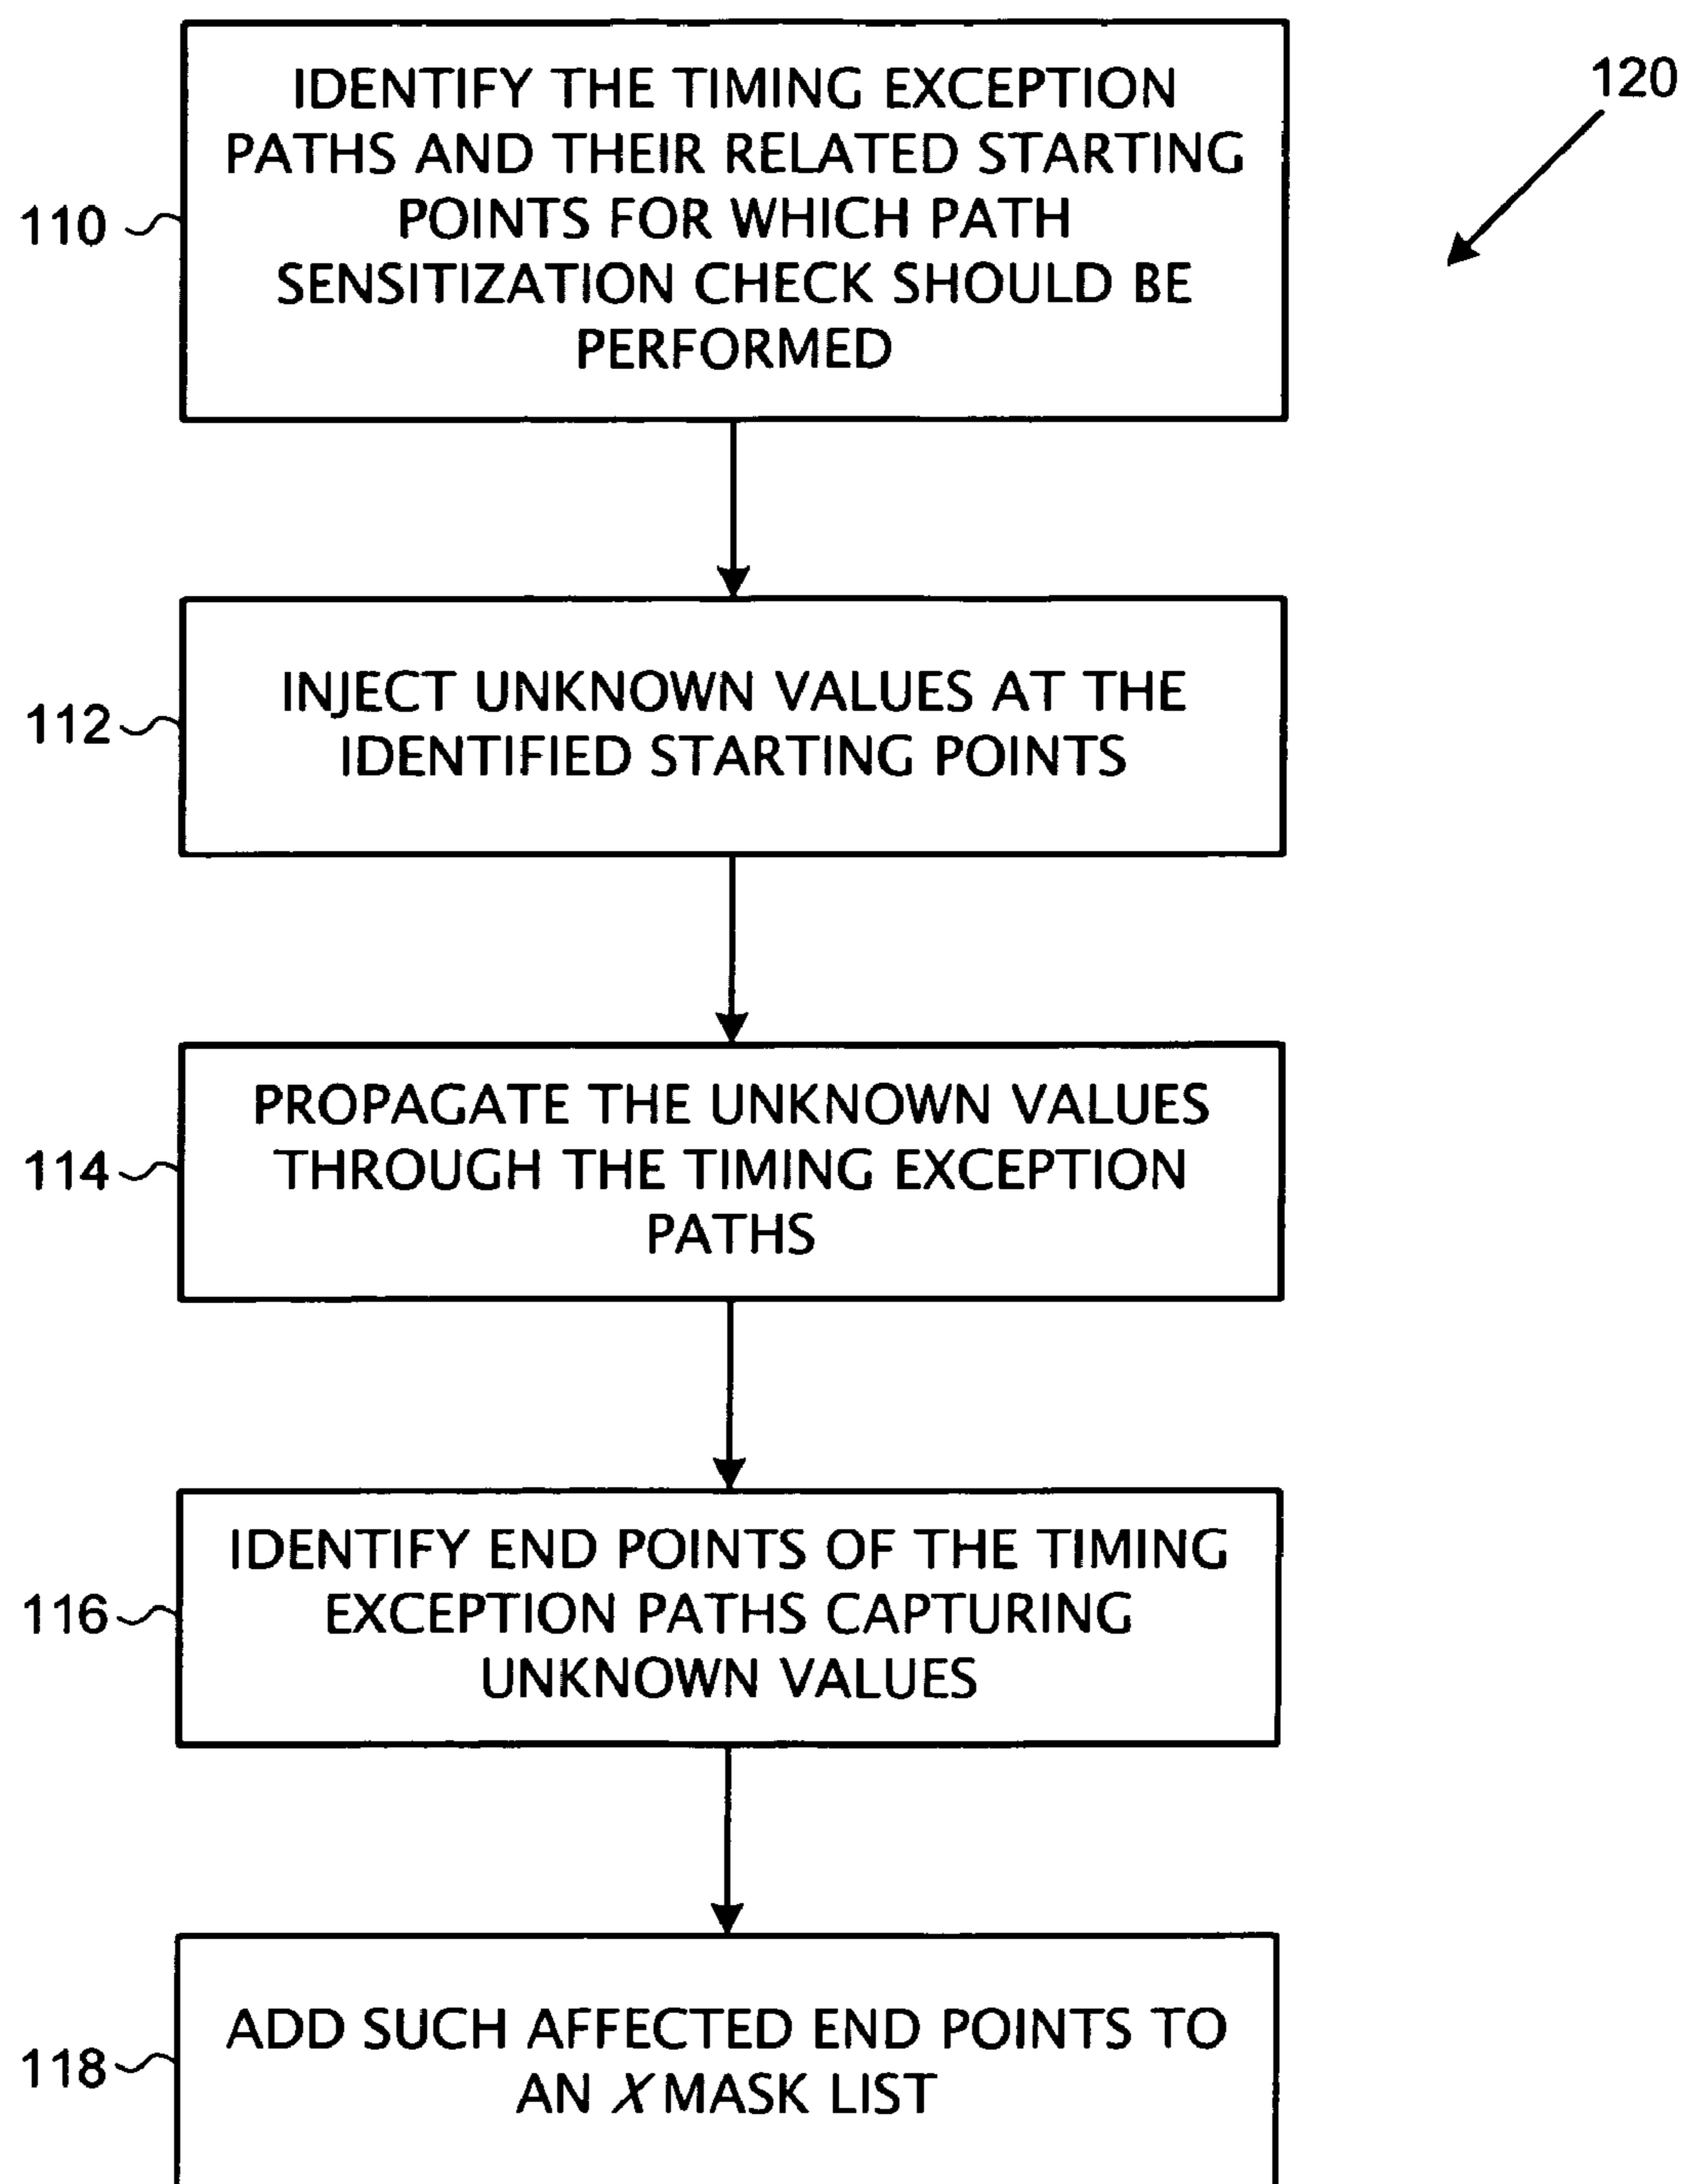 120
IDENTIFY THE TIMING EXCEPTION
PATHS AND THEIR RELATED STARTING
POINTS FOR WHICH PATH
SENSITIZATION CHECK SHOULD BE
PERFORMED
110
INJECT UNKNOWN VALUES AT THE
IDENTIFIED STARTING POINTS
112
PROPAGATE THE UNKNOWN VALUES
THROUGH THE TIMING EXCEPTION
PATHS
114
IDENTIFY END POINTS OF THE TIMING
EXCEPTION PATHS CAPTURING
UNKNOWN VALUES
116
ADD SUCH AFFECTED END POINTS TO
AN X MASK LIST
118